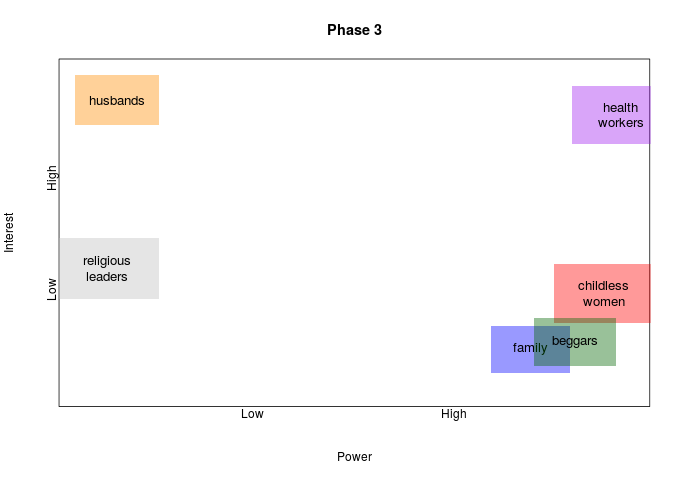 Phase 3
husbands
health
workers
High
Interest
religious
leaders
Low
childless
women
beggars
family
Low
High
Power